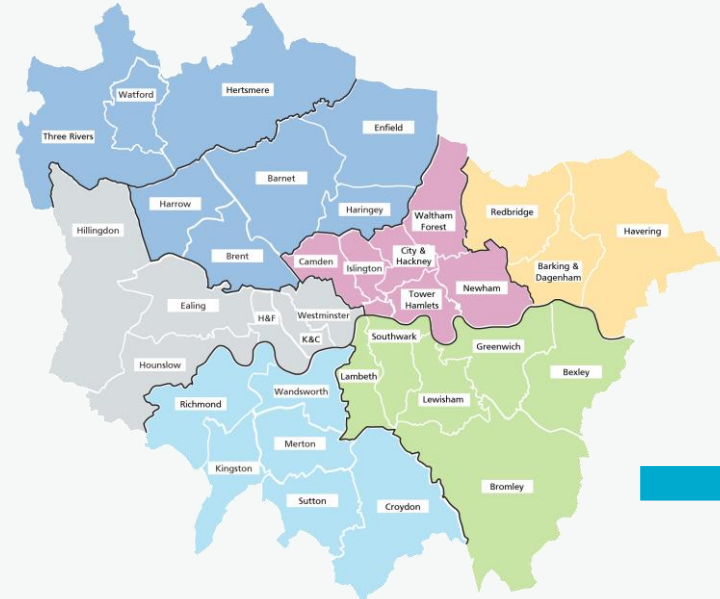 Watford
Hertsmere
Three Rivers
Enfield
Barnet
Harrow
Haringey
Waltham
Forest
Redbridge
Havering
Hillingdon
Brent
Camden
Islington
City &
Hackney
Barking &
Dagenham
Newham
Tower
Hamlets
Ealing
H&F
Westminster
K&C
Southwark
Greenwich
Hounslow
Bexley
Lambeth
Lewisham
Richmond
Wandsworth
Merton
Kingston
Sutton
Croydon
Bromley